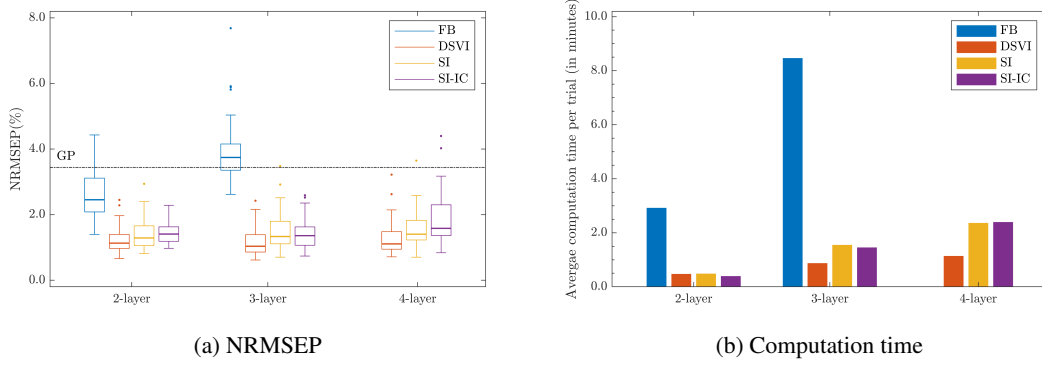 8.0
6.0
4.0
2.0
0.0
NRMSEP(%)
GP
FB
DSVI
SI
SI-IC
2-layer
3-layer
4-layer
(a) NRMSEP
10.0
8.0
6.0
4.0
2.0
0.0
Avergae computation time per trial (in minutes)
FB
DSVI
SI
SI-IC
2-layer
3-layer
4-layer
(b) Computation time